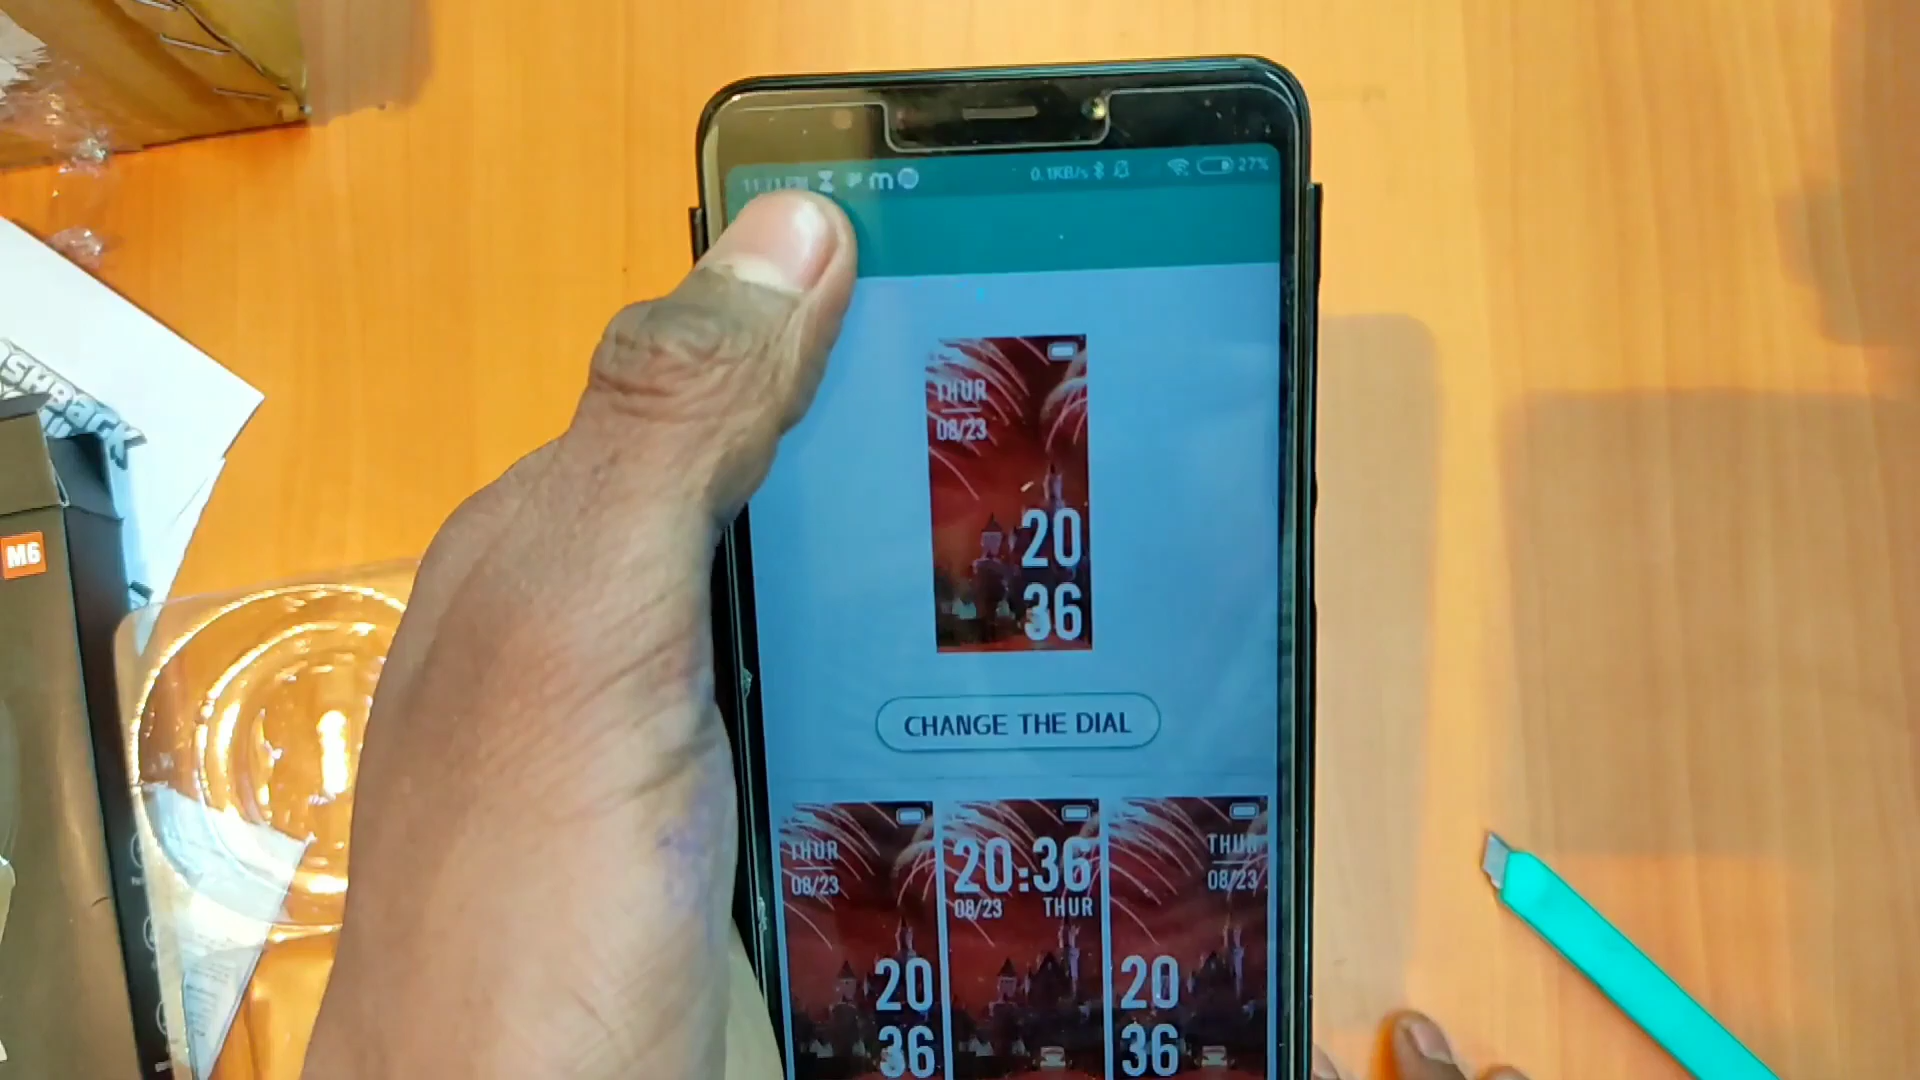 0.1KB/s
27%
THUR
08/23
20
36
CHANGE THE DIAL
THUR
08/23
20
36
20:36
08/23 THUR
THUR
08/23
20
36
M6